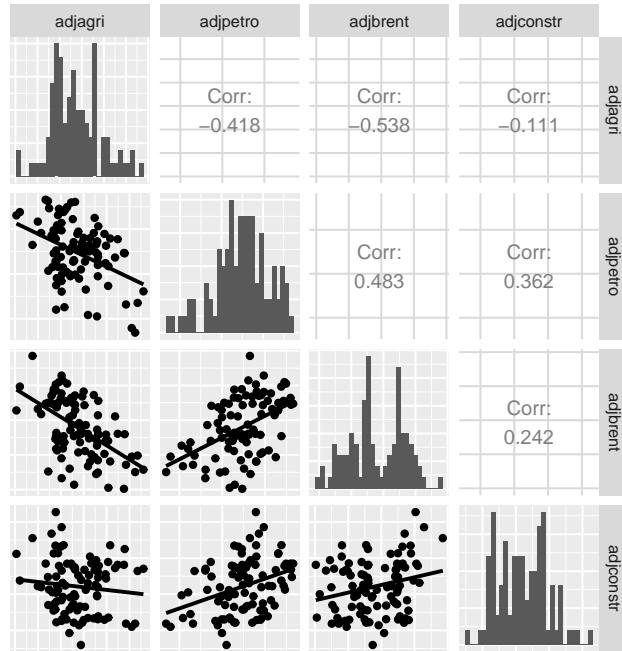 adjagri adjpetro adjbrent adjconstr
Corr:
−0.418
Corr:
−0.538
Corr:
−0.111
adjagri
Corr:
0.483
Corr:
0.362
adjpetro
Corr:
0.242
adjbrent
adjconstr